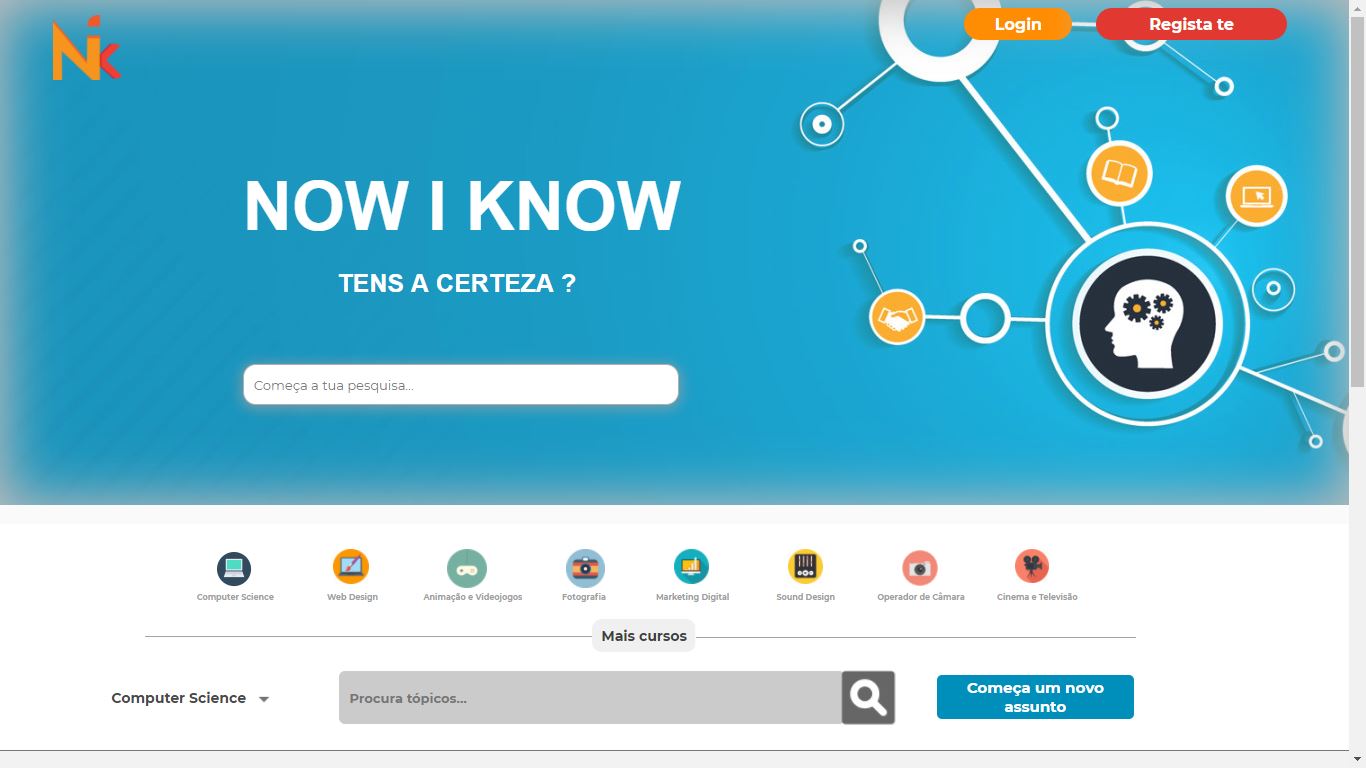 Nik
Login
Regista te
NOW I KNOW
TENS A CERTEZA ?
Começa a tua pesquisa...
Computer Science
Web Design
Animação e Videojogos
Fotografia
Marketing Digital
Sound Design
Operador de Câmara
Cinema e Televisão
Mais cursos
Computer Science
Procura tópicos...
Começa um novo
assunto